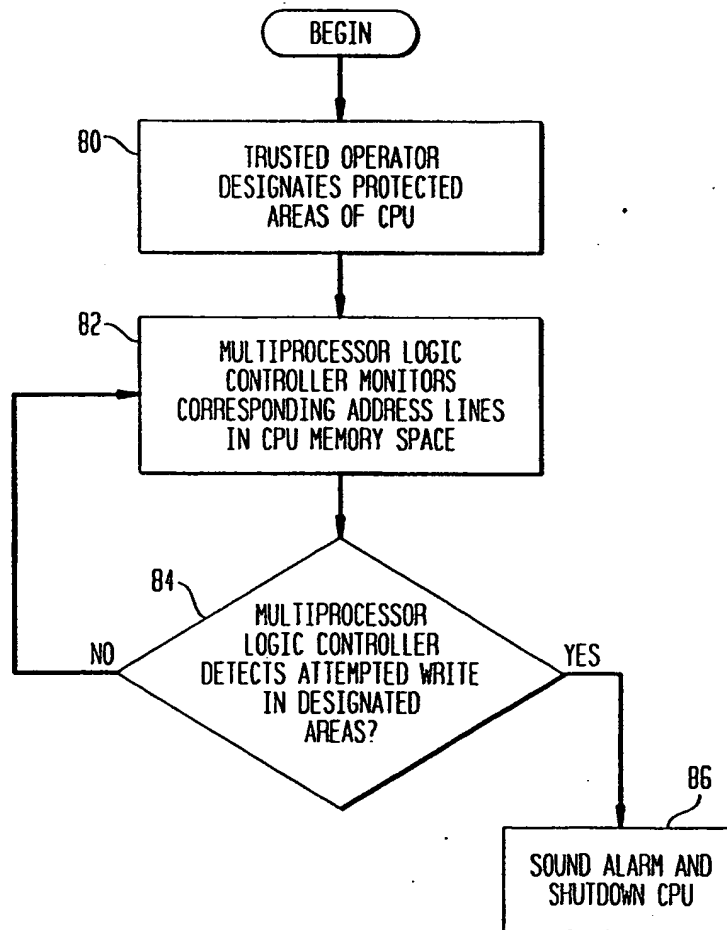 BEGIN
80
TRUSTED OPERATOR
DESIGNATES PROTECTED
AREAS OF CPU
82
MULTIPROCESSOR LOGIC
CONTROLLER MONITORS
CORRESPONDING ADDRESS LINES
IN CPU MEMORY SPACE
84
MULTIPROCESSOR
LOGIC CONTROLLER
DETECTS ATTEMPTED WRITE
IN DESIGNATED
AREAS?
NO
YES
86
SOUND ALARM AND
SHUTDOWN CPU